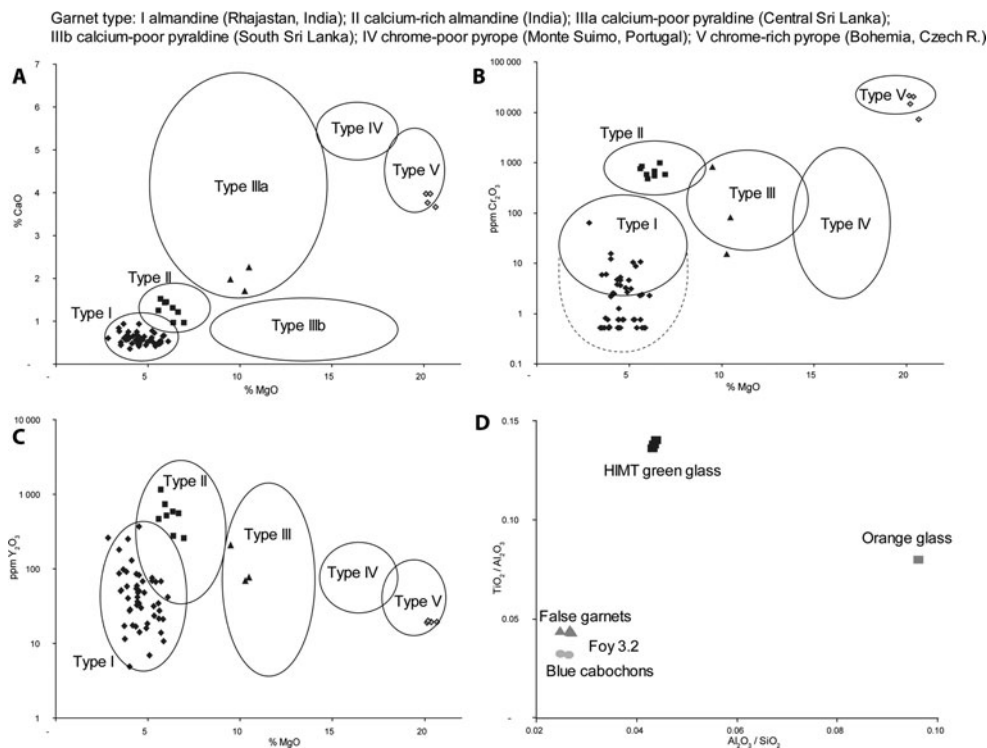 Garnet type: I almandine (Rhajastan, India); II calcium-rich almandine (India); IIIa calcium-poor pyraldine (Central Sri Lanka);
IIIb calcium-poor pyraldine (South Sri Lanka); IV chrome-poor pyrope (Monte Suimo, Portugal); V chrome-rich pyrope (Bohemia, Czech R.)
A
% CaO
7
6
5
4
3
2
1
-
Type IV
Type V
Type IIIa
Type II
Type I
Type IIIb
- 5 10 15 20
% MgO
B
ppm Cr₂O₃
100 000
10 000
1 000
100
10
1
0.1
Type V
Type II
Type III
Type I
Type IV
- 5 10 15 20
% MgO
C
ppm Y₂O₃
10 000
1 000
100
10
1
Type II
Type III
Type IV
Type V
Type I
- 5 10 15 20
% MgO
D
TiO₂ / Al₂O₃
0.15
0.10
0.05
-
HIMT green glass
Orange glass
False garnets
Foy 3.2
Blue cabochons
0.02 0.04 0.06 0.08 0.10
Al₂O₃ / SiO₂